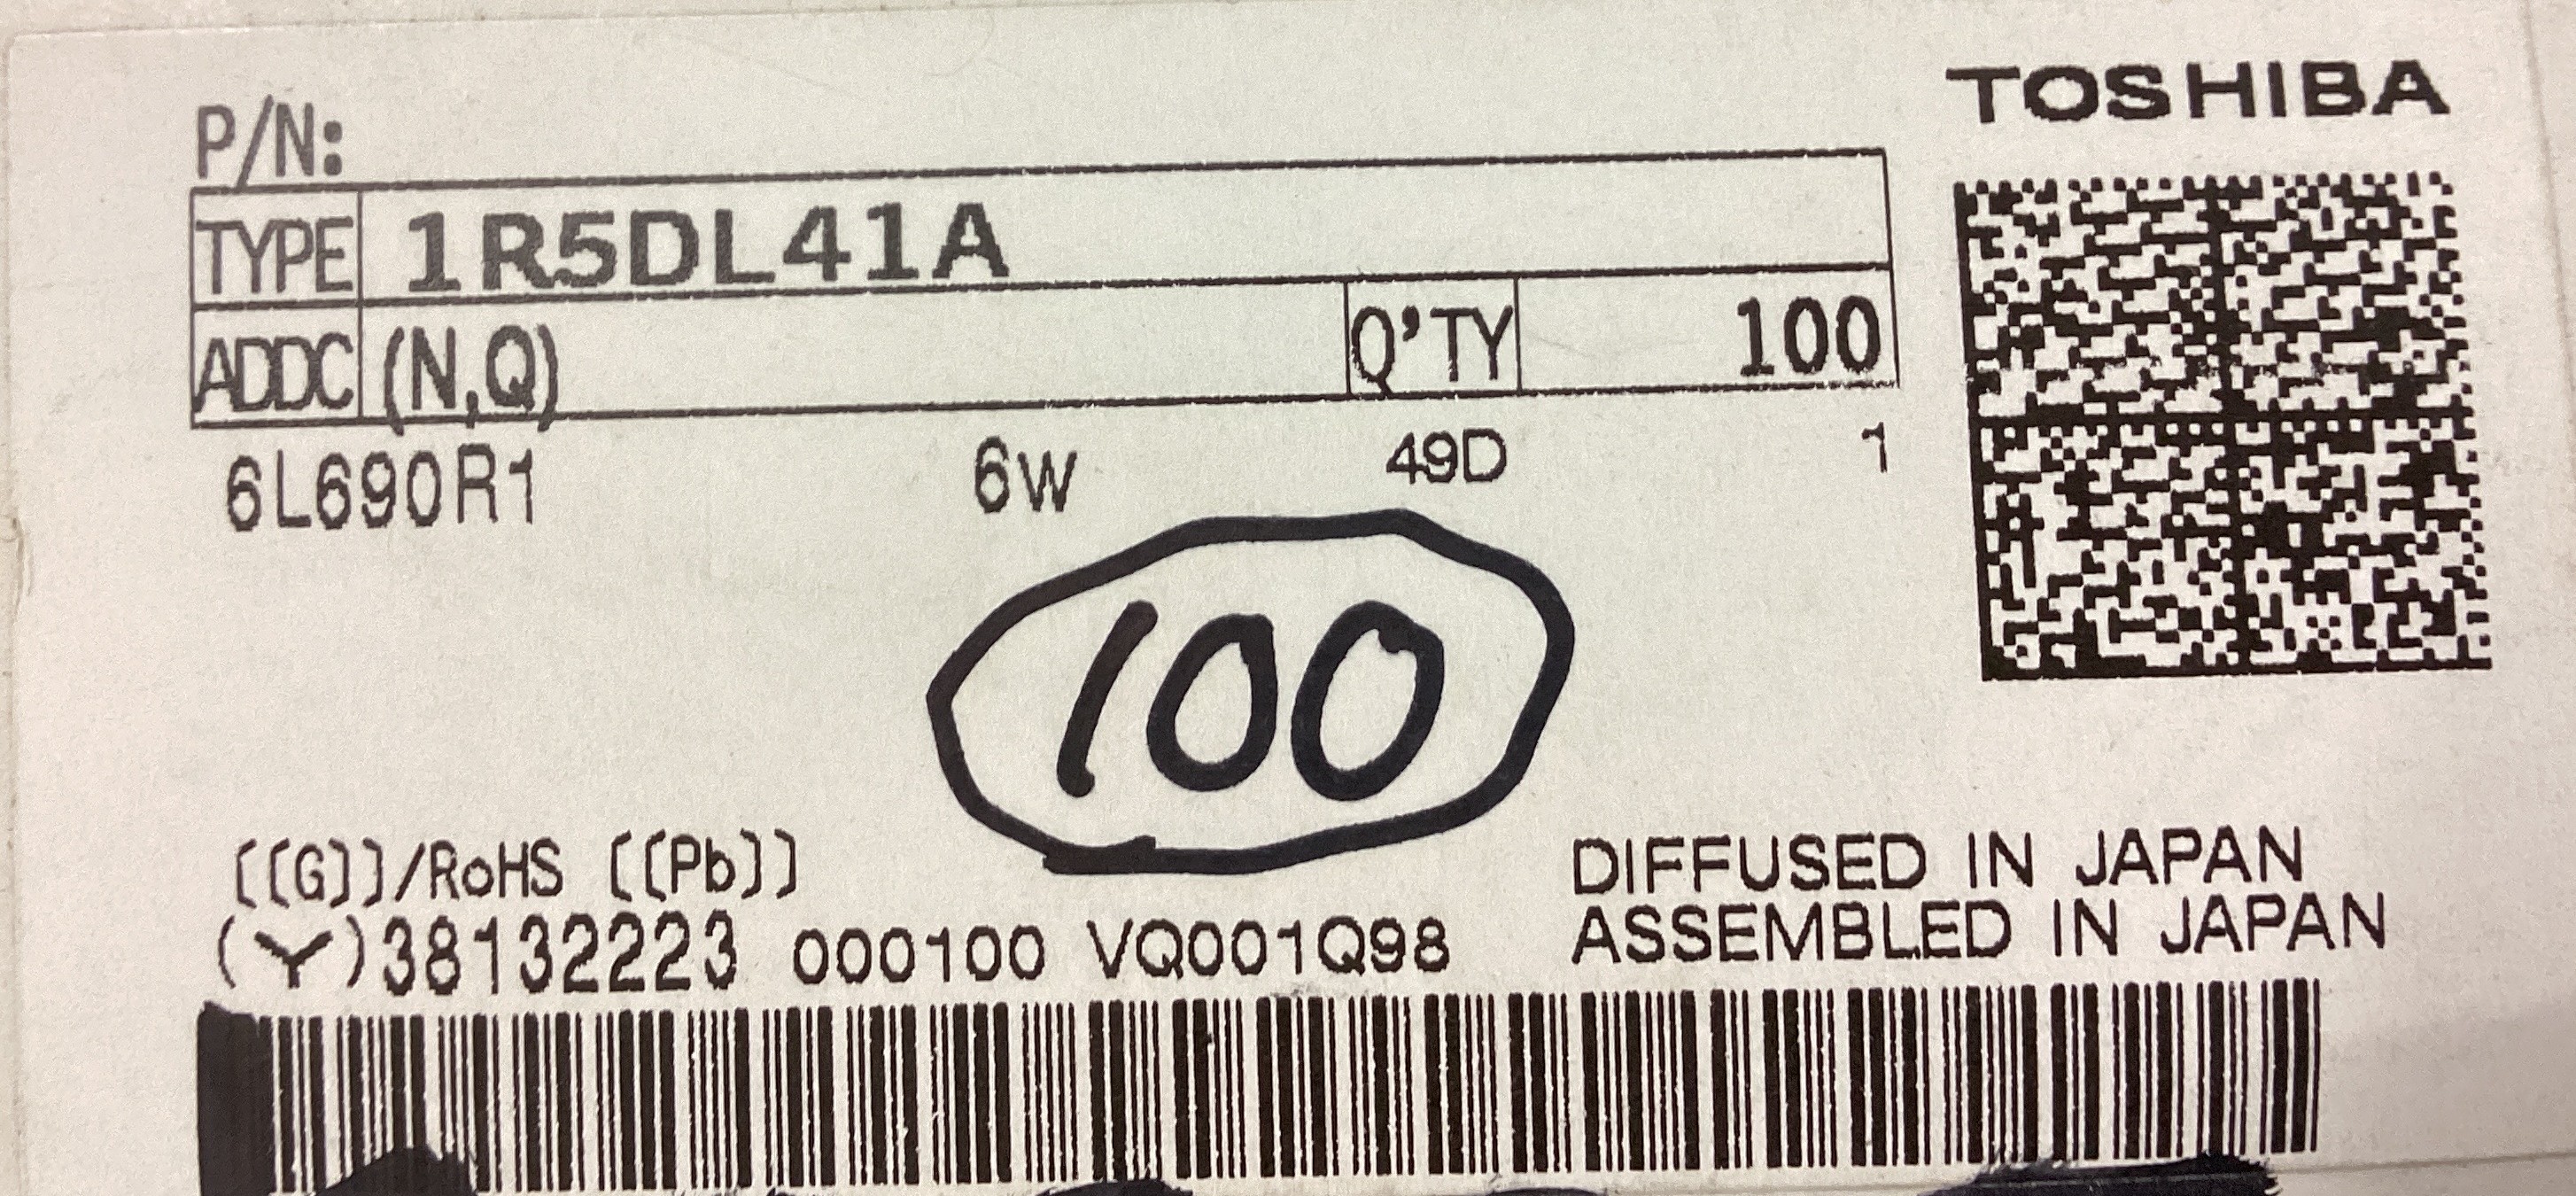 TOSHIBA
P/N:
TYPE 1R5DL41A
ADDC (N,Q) Q'TY 100
6L690R1 6W 49D 1
100
[[G]]/RoHS [[Pb]]
DIFFUSED IN JAPAN
(Y)38132223 000100 VQ001Q98
ASSEMBLED IN JAPAN